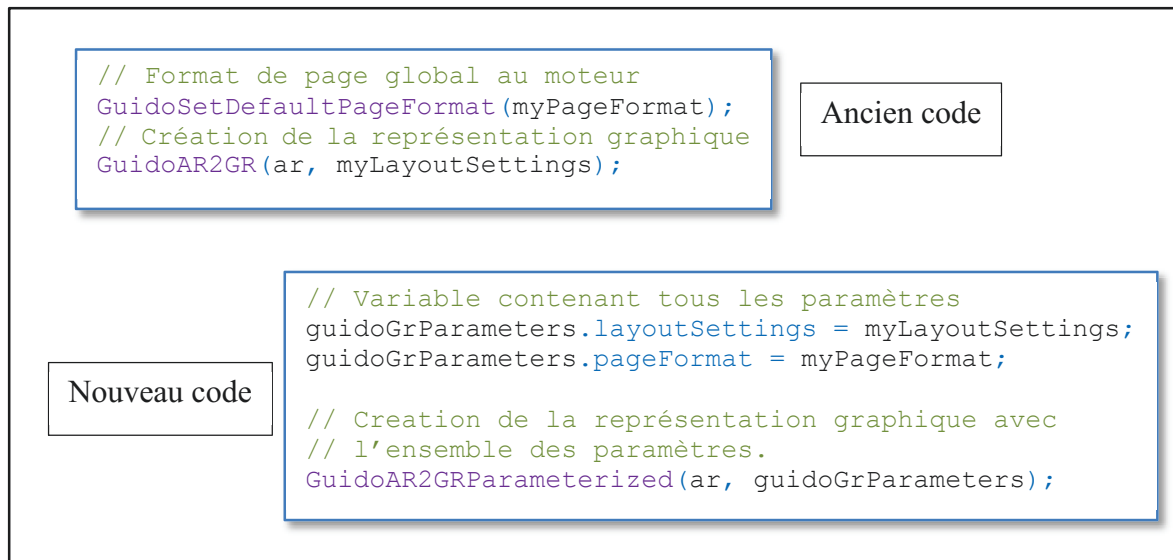 // Format de page global au moteur
GuidoSetDefaultPageFormat(myPageFormat);
// Création de la représentation graphique
GuidoAR2GR(ar, myLayoutSettings);
Ancien code
Nouveau code
// Variable contenant tous les paramètres
guidoGrParameters.layoutSettings = myLayoutSettings;
guidoGrParameters.pageFormat = myPageFormat;
// Creation de la représentation graphique avec
// l’ensemble des paramètres.
GuidoAR2GRParameterized(ar, guidoGrParameters);